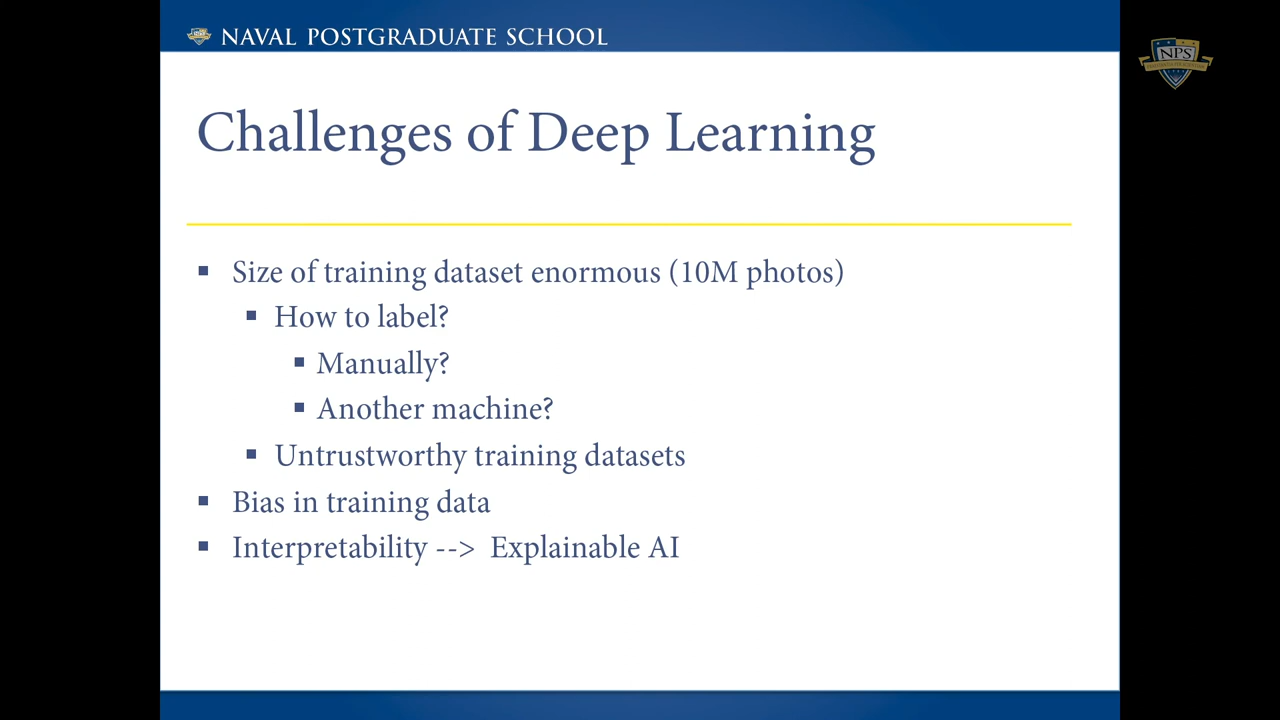 NAVAL POSTGRADUATE SCHOOL
NPS
Challenges of Deep Learning
▪ Size of training dataset enormous (10M photos)
▪ How to label?
▪ Manually?
▪ Another machine?
▪ Untrustworthy training datasets
▪ Bias in training data
▪ Interpretability --> Explainable AI